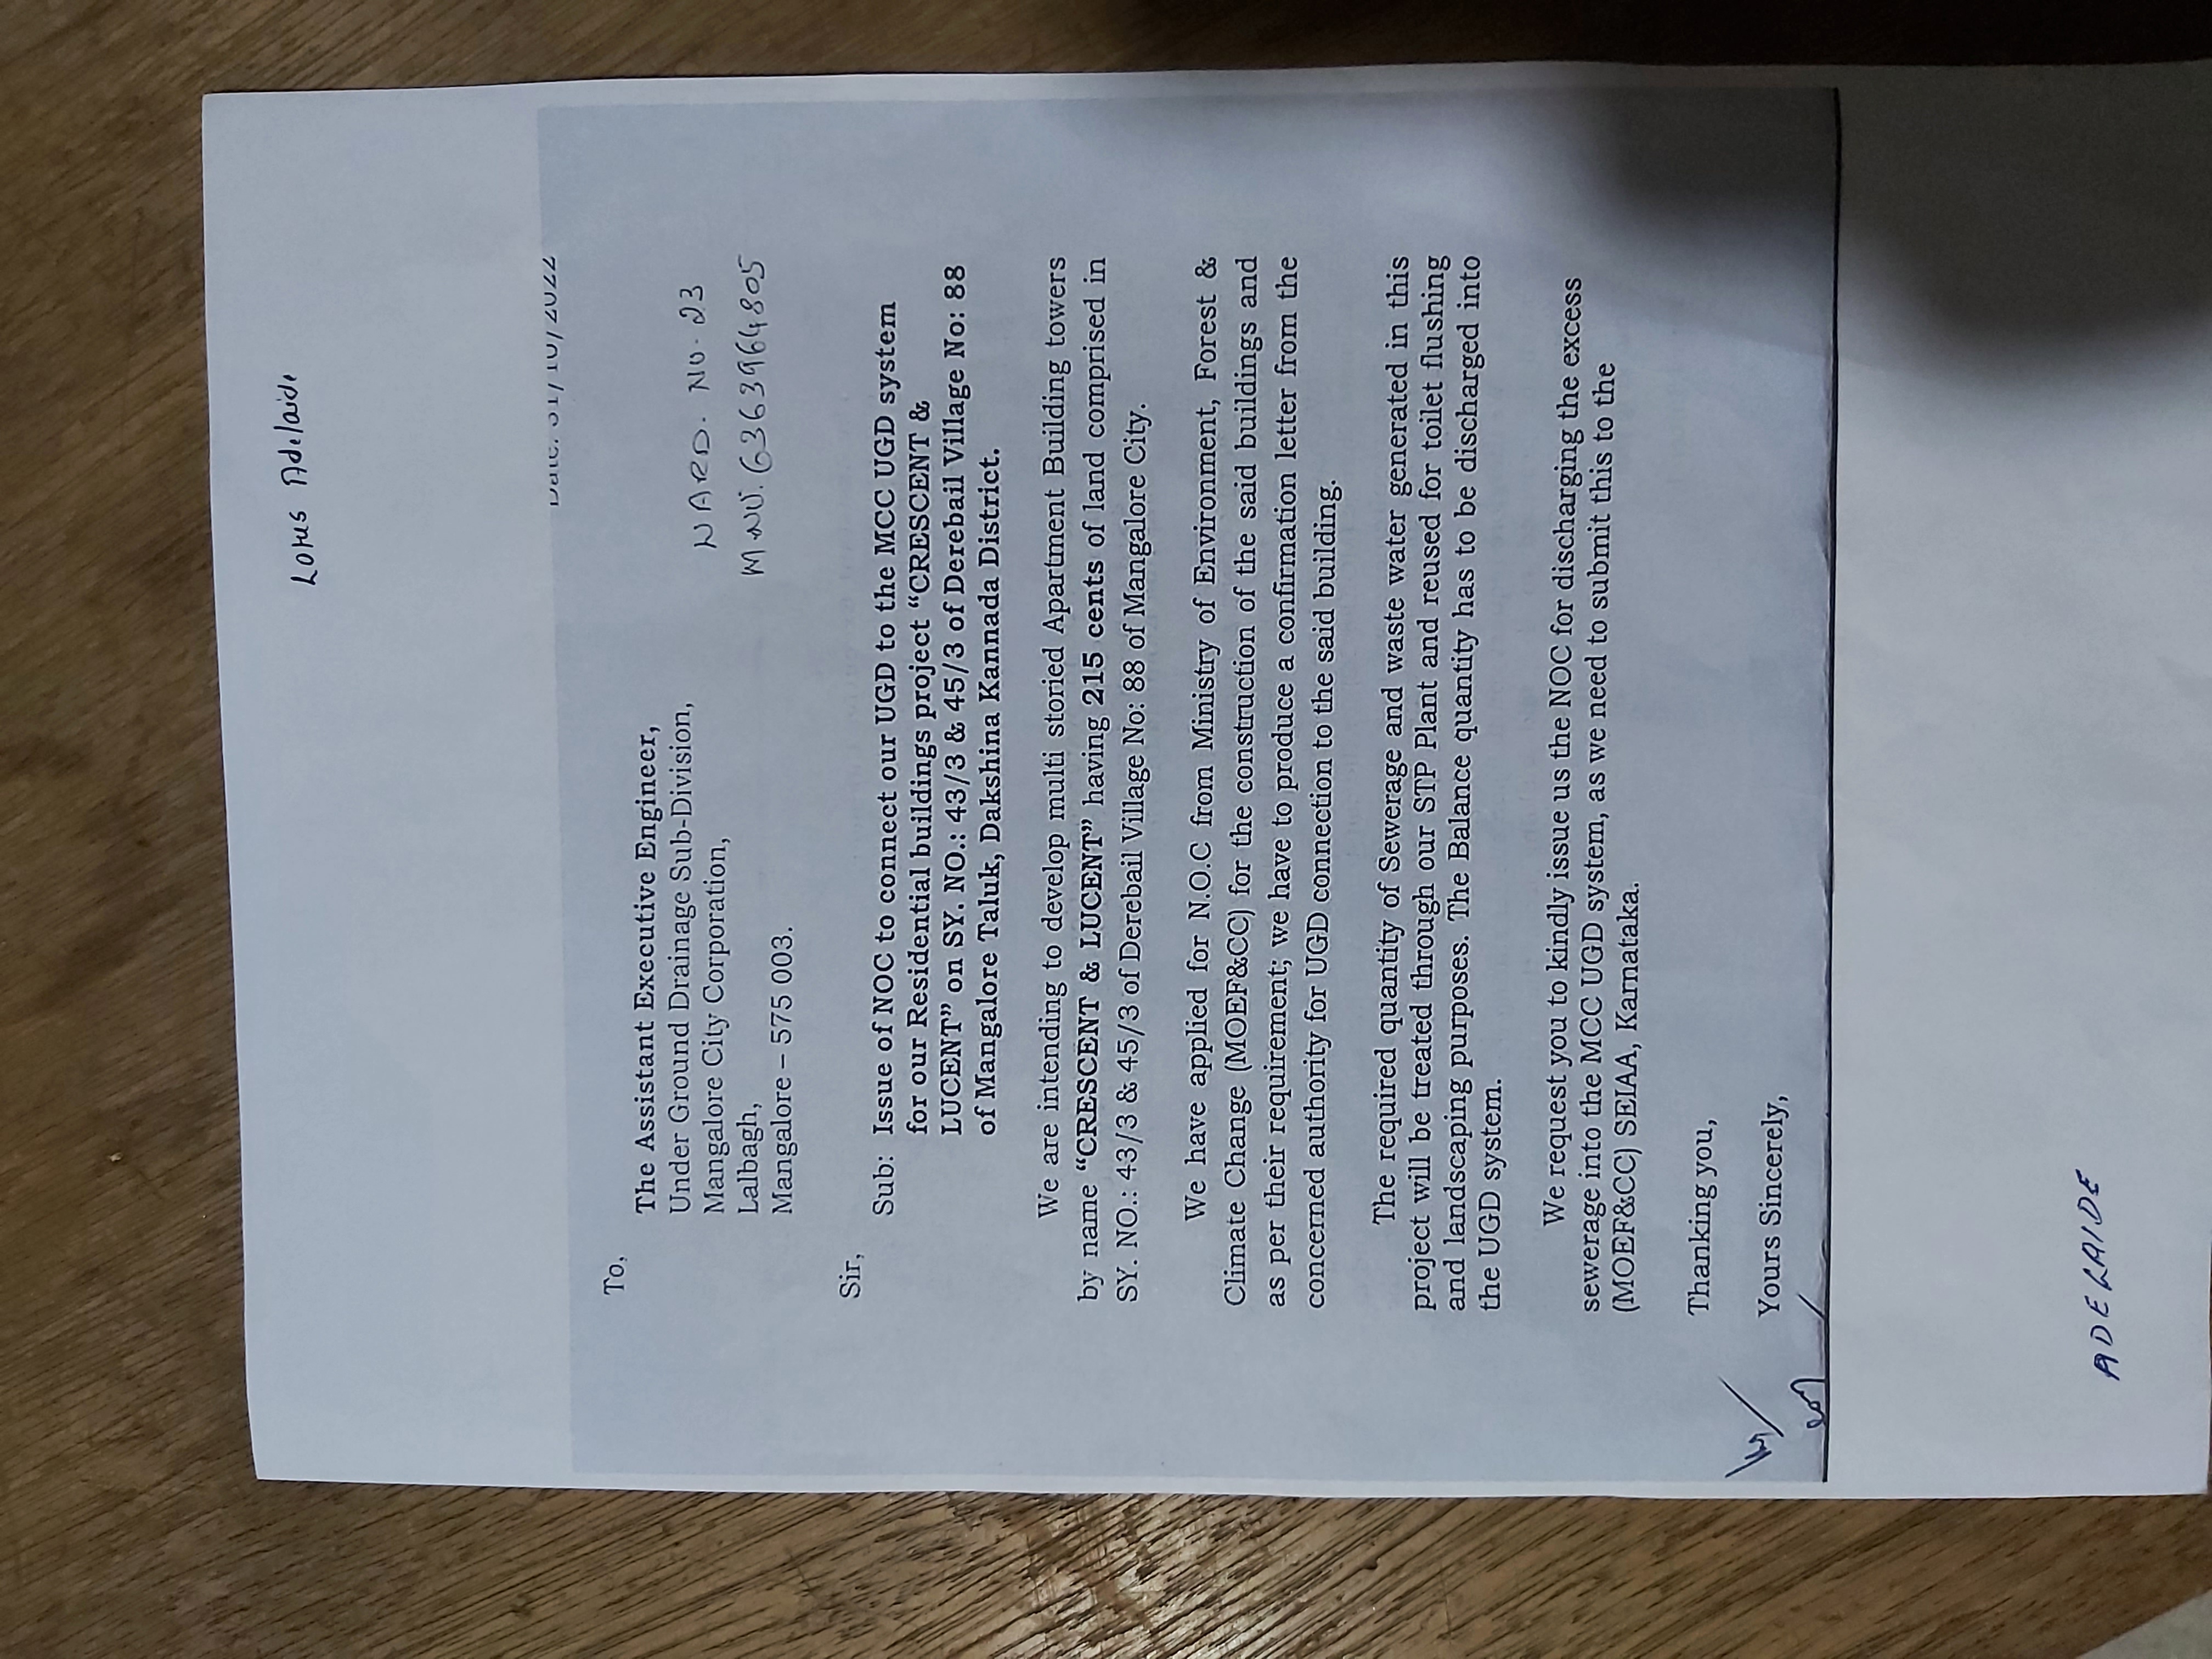 Lotus Adelaide
Date: 31/10/2022
To,
The Assistant Executive Engineer,
Under Ground Drainage Sub-Division,
Mangalore City Corporation,
Lalbagh,
Mangalore – 575 003.
WARD. NO. 23
M NO. 6363964805
Sir,
Sub: Issue of NOC to connect our UGD to the MCC UGD system
for our Residential buildings project “CRESCENT &
LUCENT” on SY. NO.: 43/3 & 45/3 of Derebail Village No: 88
of Mangalore Taluk, Dakshina Kannada District.
We are intending to develop multi storied Apartment Building towers
by name “CRESCENT & LUCENT” having 215 cents of land comprised in
SY. NO.: 43/3 & 45/3 of Derebail Village No: 88 of Mangalore City.
We have applied for N.O.C from Ministry of Environment, Forest &
Climate Change (MOEF&CC) for the construction of the said buildings and
as per their requirement; we have to produce a confirmation letter from the
concerned authority for UGD connection to the said building.
The required quantity of Sewerage and waste water generated in this
project will be treated through our STP Plant and reused for toilet flushing
and landscaping purposes. The Balance quantity has to be discharged into
the UGD system.
We request you to kindly issue us the NOC for discharging the excess
sewerage into the MCC UGD system, as we need to submit this to the
(MOEF&CC) SEIAA, Karnataka.
Thanking you,
Yours Sincerely,
ADELAIDE